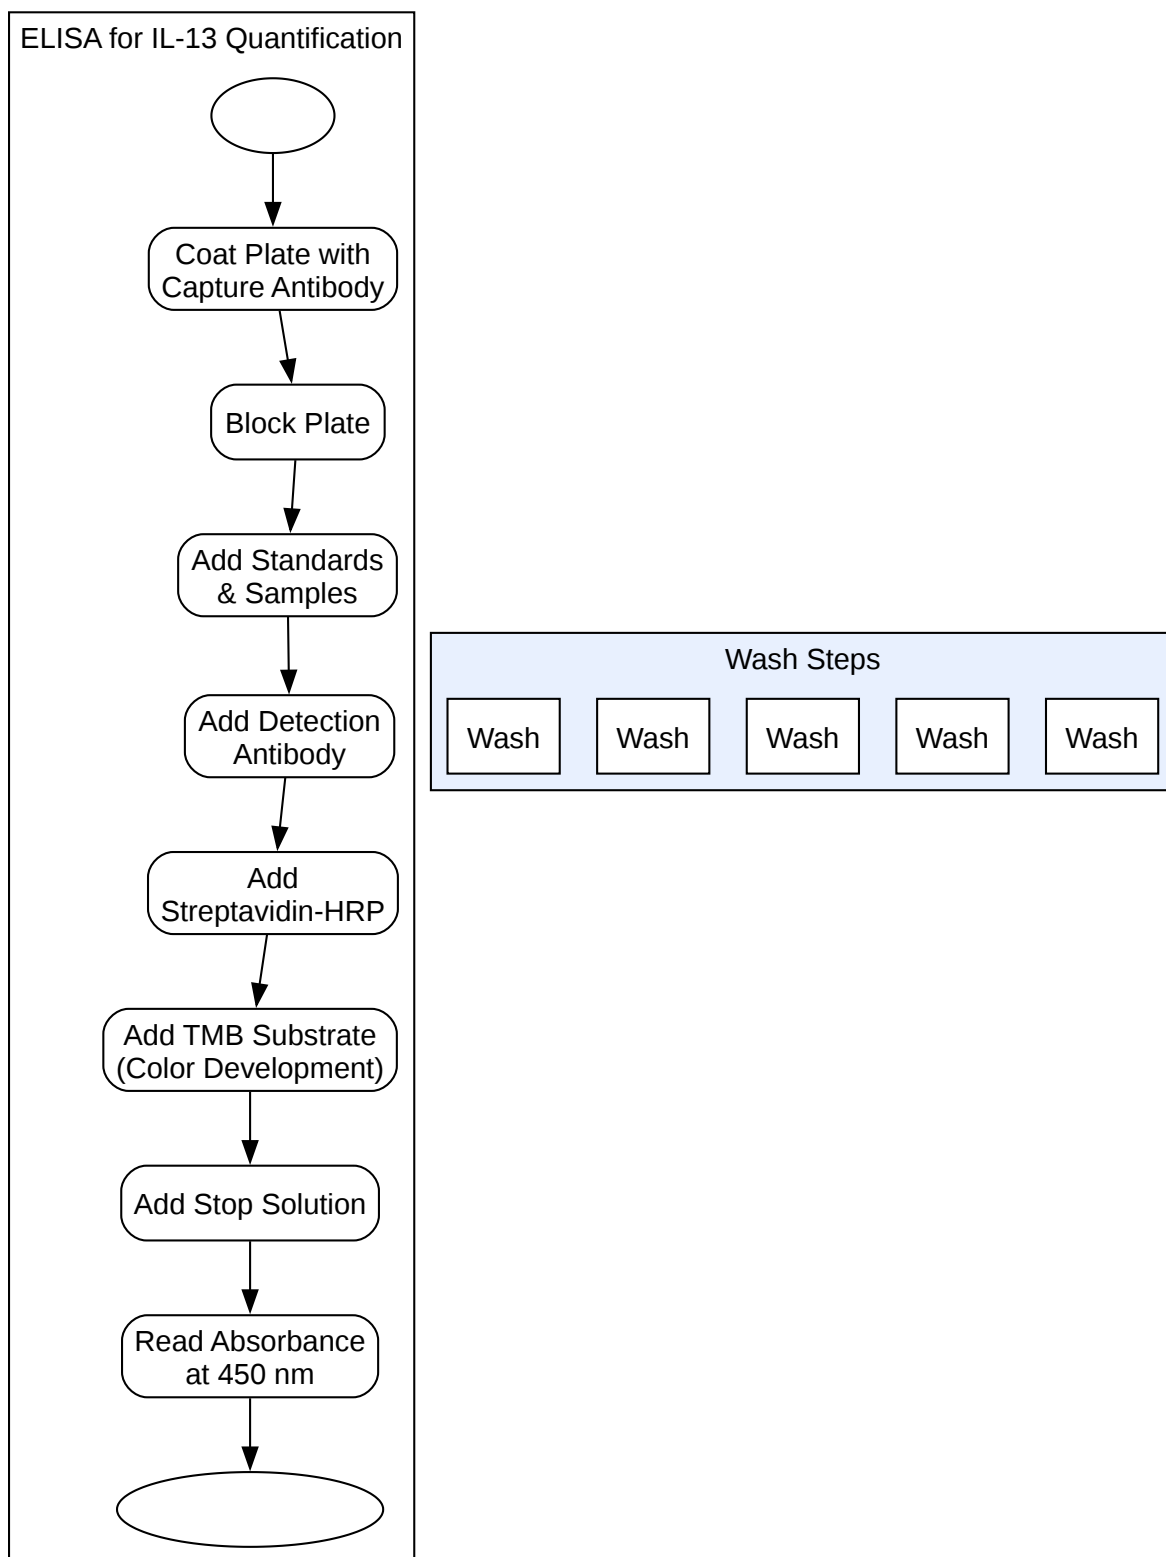 ELISA for IL-13 Quantification
Coat Plate with
Capture Antibody
Block Plate
Add Standards
& Samples
Add Detection
Antibody
Add
Streptavidin-HRP
Add TMB Substrate
(Color Development)
Add Stop Solution
Read Absorbance
at 450 nm
Wash Steps
Wash
Wash
Wash
Wash
Wash